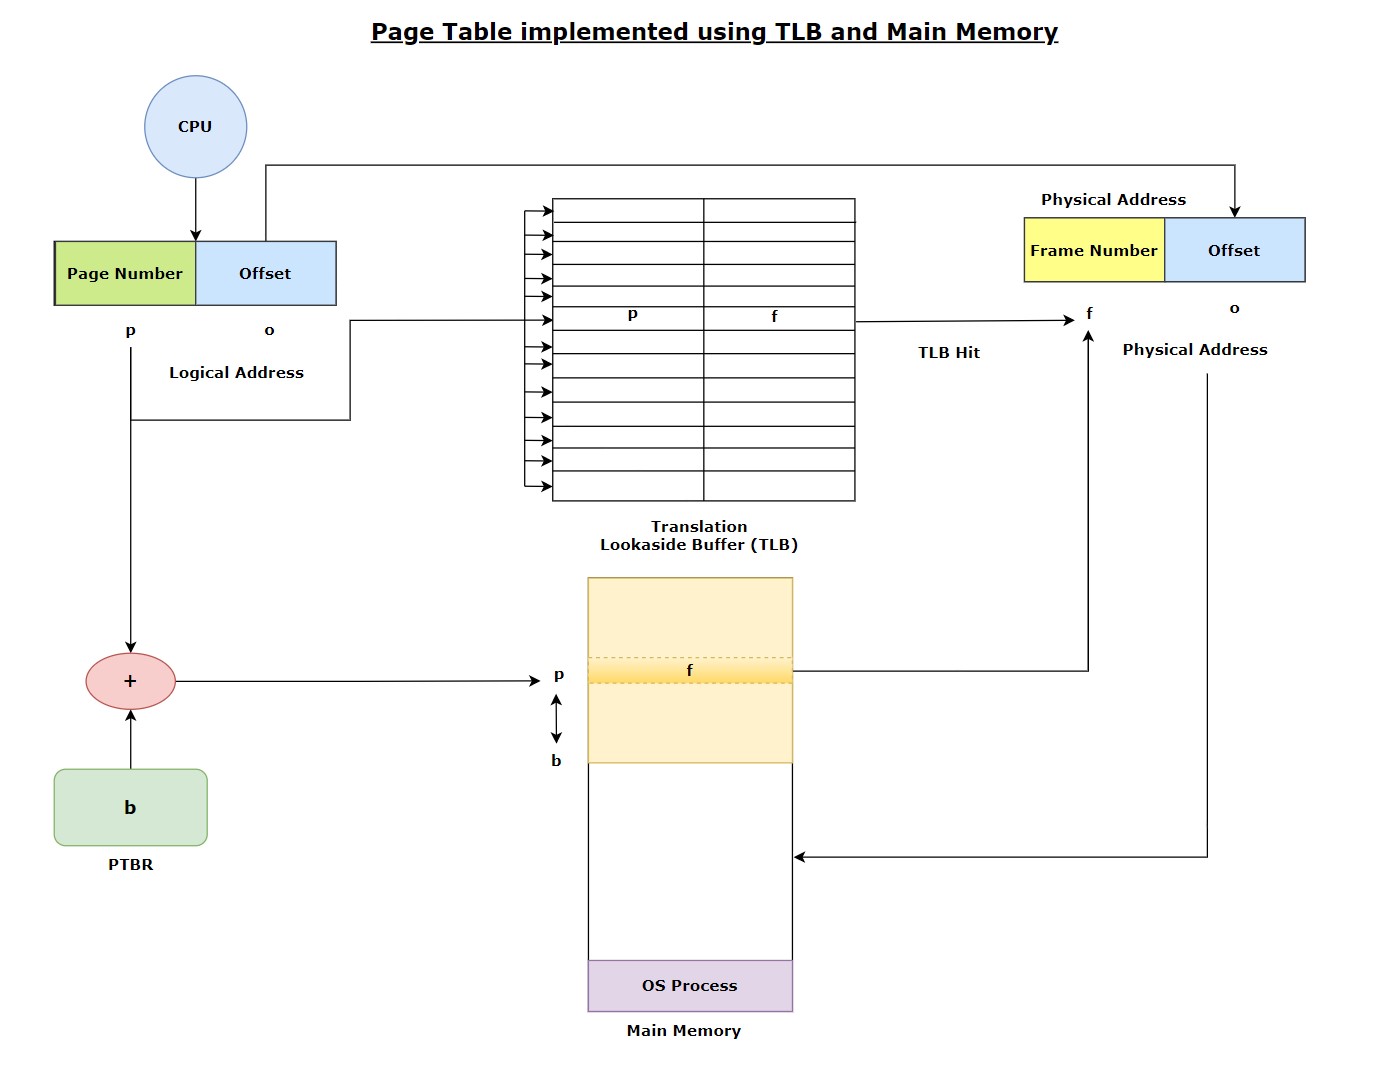 Page Table implemented using TLB and Main Memory
CPU
Physical Address
Page Number
Offset
Frame Number
Offset
p
o
p
f
f
o
Logical Address
TLB Hit
Physical Address
Translation
Lookaside Buffer (TLB)
+
p
f
b
b
PTBR
OS Process
Main Memory